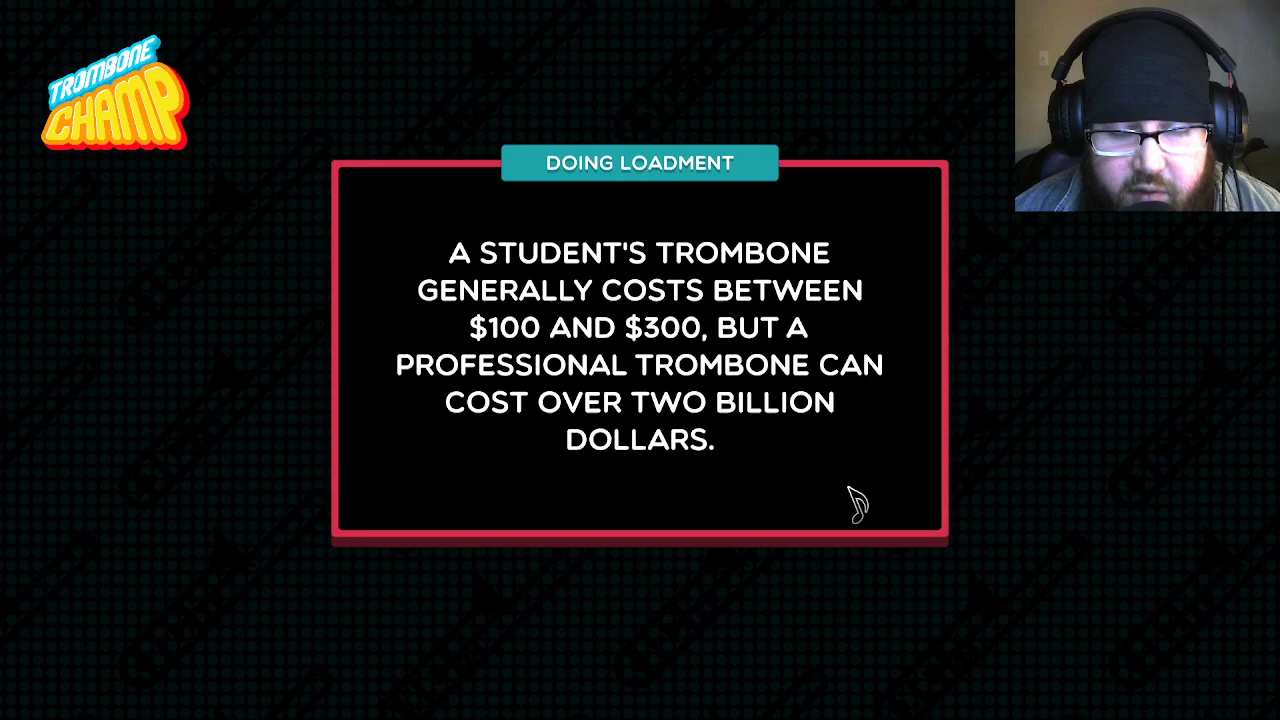 TROMBONE
CHAMP
DOING LOADMENT
A STUDENT'S TROMBONE
GENERALLY COSTS BETWEEN
$100 AND $300, BUT A
PROFESSIONAL TROMBONE CAN
COST OVER TWO BILLION
DOLLARS.